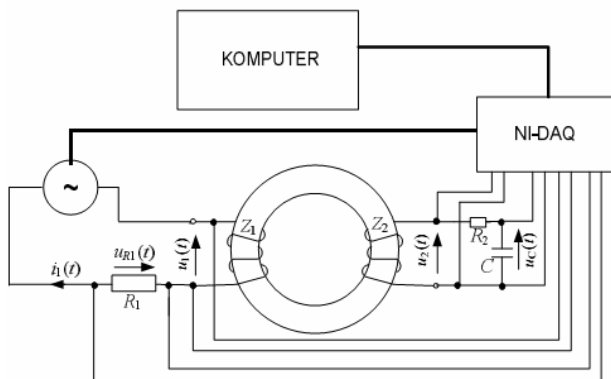 KOMPUTER
NI-DAQ
~
Z1
Z2
u1(t)
u2(t)
R2
C
uC(t)
uR1(t)
i1(t)
R1